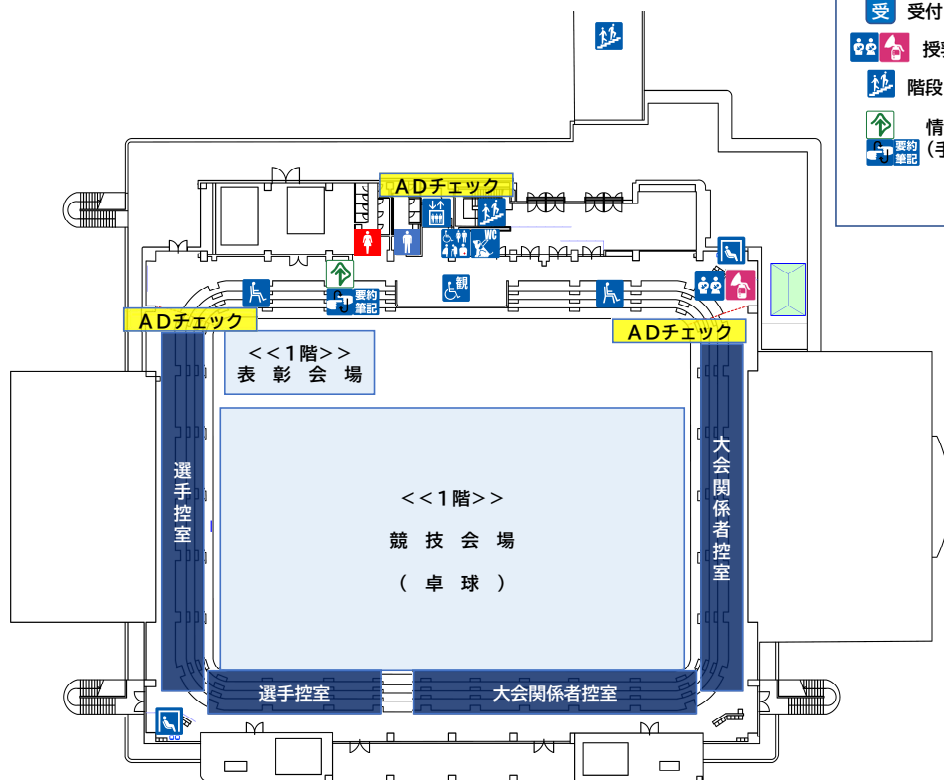 受 受付
授
階段
情
要約
筆記
(手
ADチェック
WC
観
要約
筆記
ADチェック
ADチェック
<<1階>>
表彰会場
選手控室
大会関係者控室
<<1階>>
競技会場
(卓球)
選手控室
大会関係者控室